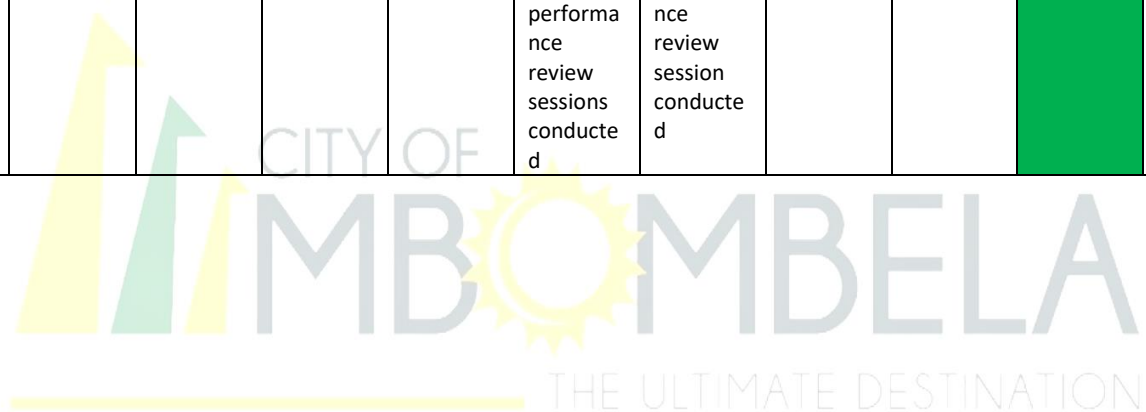 performa
nce
review
sessions
conducte
d
nce
review
session
conducte
d
CITY OF
MBOMBELA
THE ULTIMATE DESTINATION